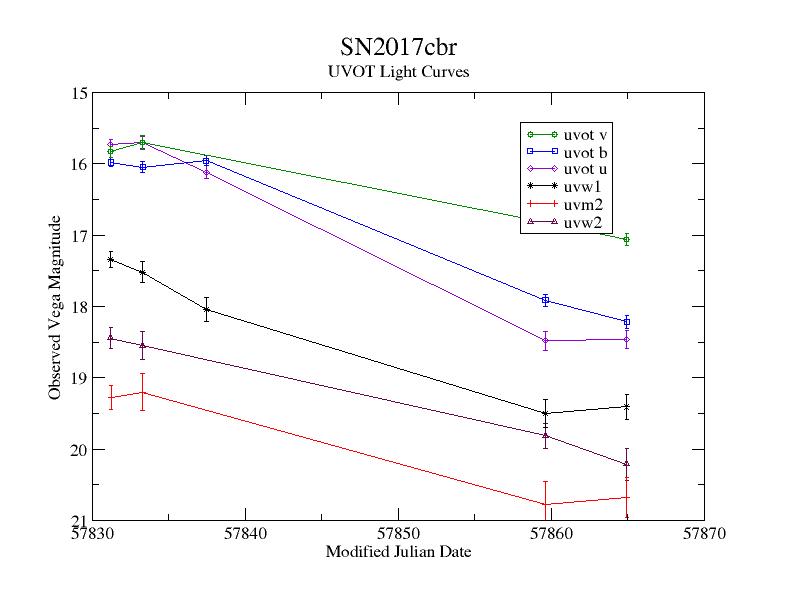 SN2017cbr
UVOT Light Curves
15
16
17
18
19
20
21
Observed Vega Magnitude
uvot v
uvot b
uvot u
uvw1
uvm2
uvw2
57830 57840 57850 57860 57870
Modified Julian Date